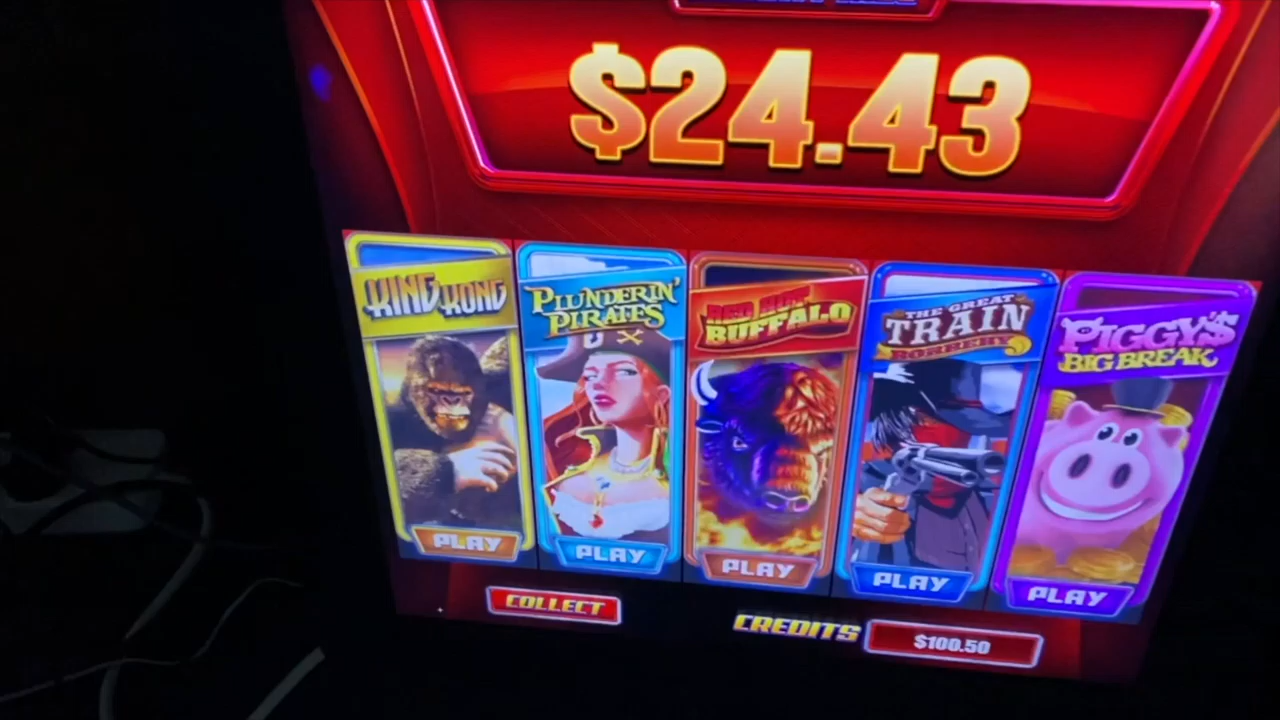 $24.43
KING KONG
PLUNDERIN'
PIRATES
RED HOT
BUFFALO
THE GREAT
TRAIN
ROBBERY
PIGGY$
BIG BREAK
PLAY
PLAY
PLAY
PLAY
PLAY
COLLECT
CREDITS
$100.50